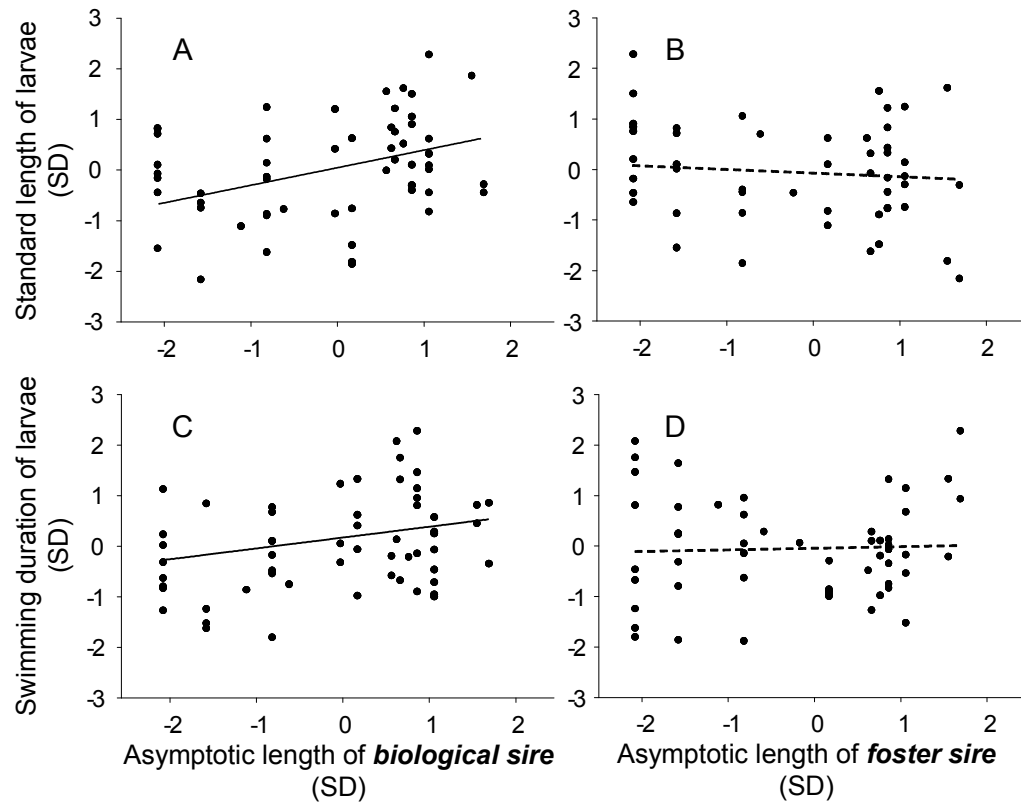 A
B
Standard length of larvae
(SD)
3
2
1
0
-1
-2
-3
3
2
1
0
-1
-2
-3
-2 -1 0 1 2
-2 -1 0 1 2
C
D
Swimming duration of larvae
(SD)
3
2
1
0
-1
-2
-3
3
2
1
0
-1
-2
-3
-2 -1 0 1 2
-2 -1 0 1 2
Asymptotic length of biological sire
(SD)
Asymptotic length of foster sire
(SD)